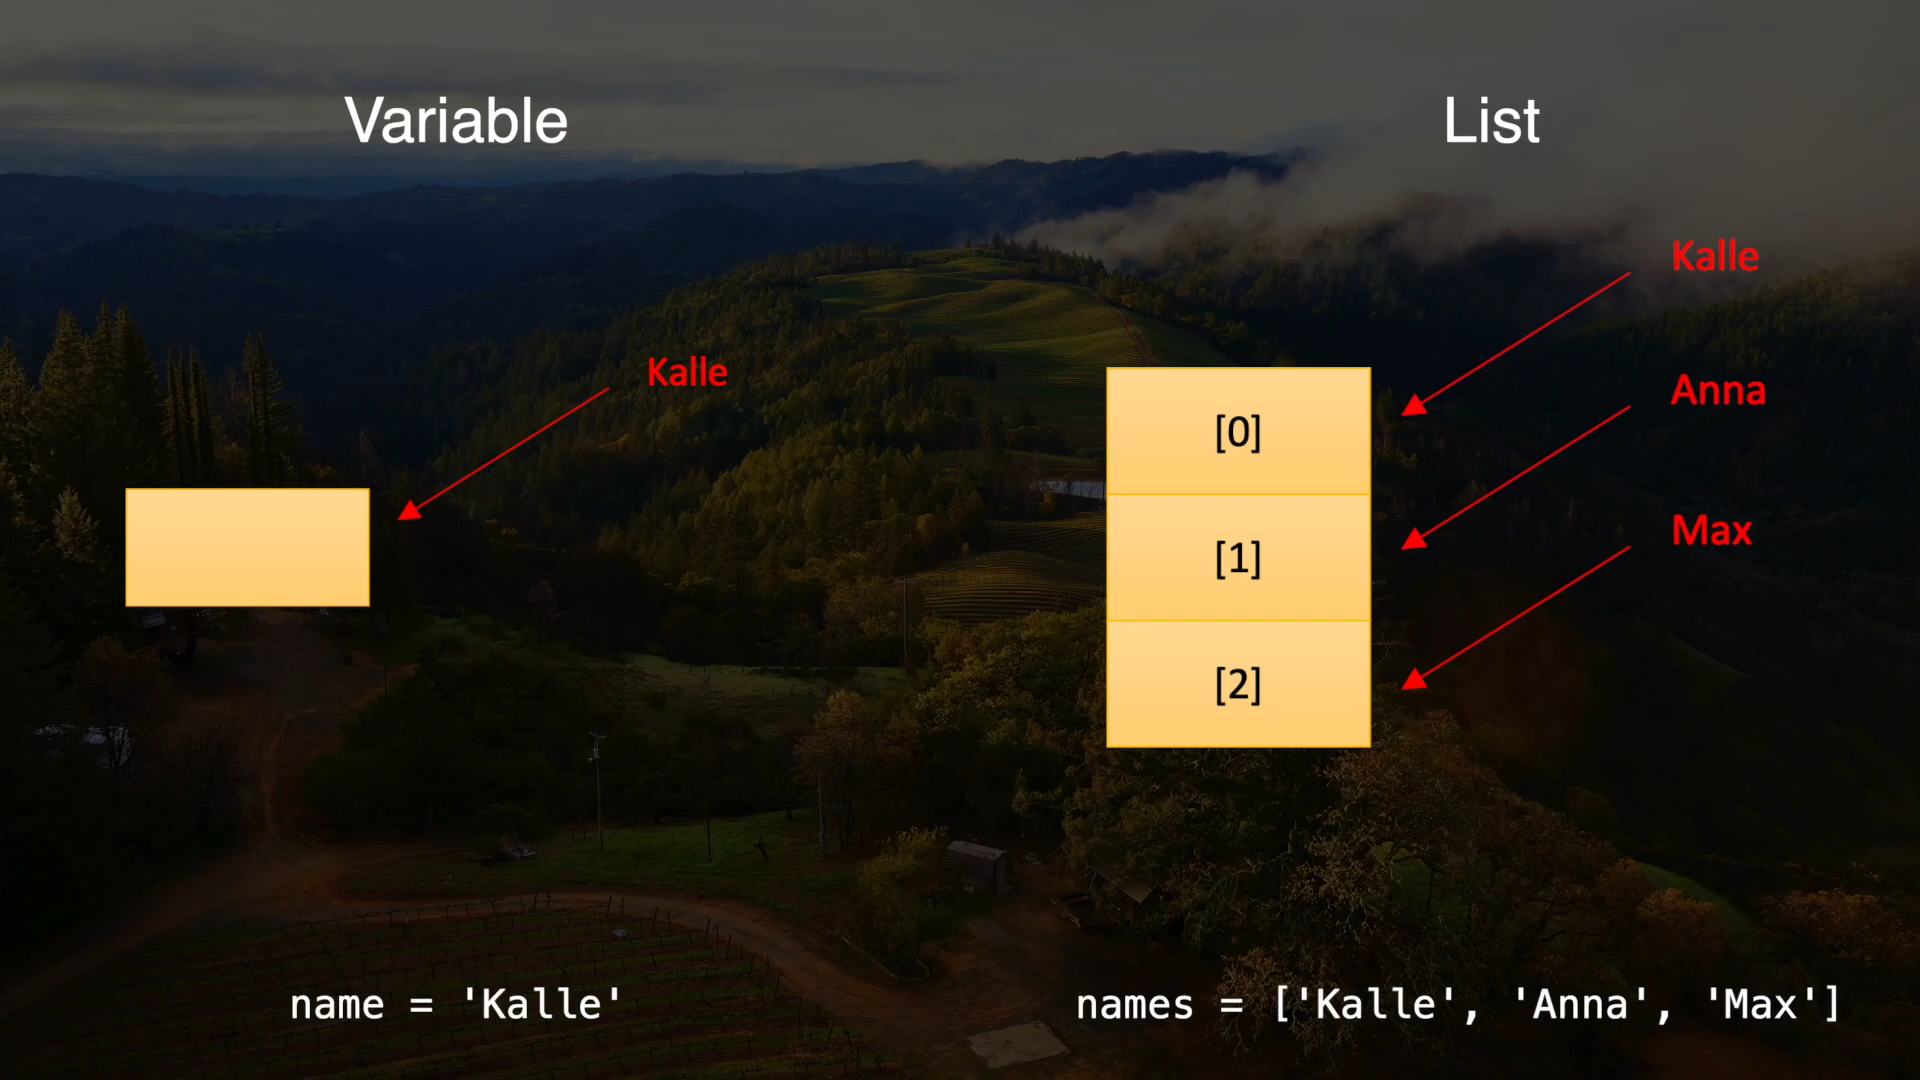 Variable
List
Kalle
Kalle
Anna
Max
[0]
[1]
[2]
name = 'Kalle'
names = ['Kalle', 'Anna', 'Max']